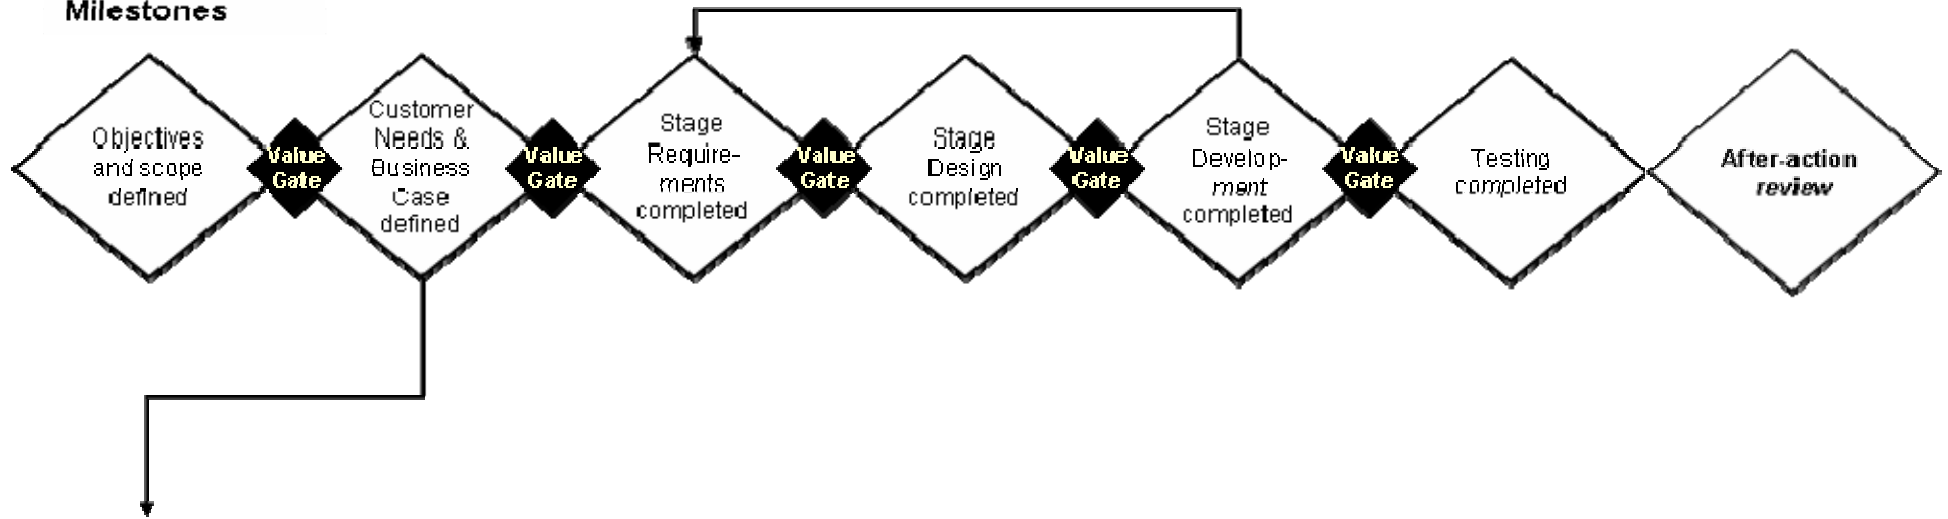 Milestones
Objectives
and scope
defined
Value
Gate
Customer
Needs &
Business
Case
defined
Value
Gate
Stage
Require-
ments
completed
Value
Gate
Stage
Design
completed
Value
Gate
Stage
Develop-
ment
completed
Value
Gate
Testing
completed
After-action
review